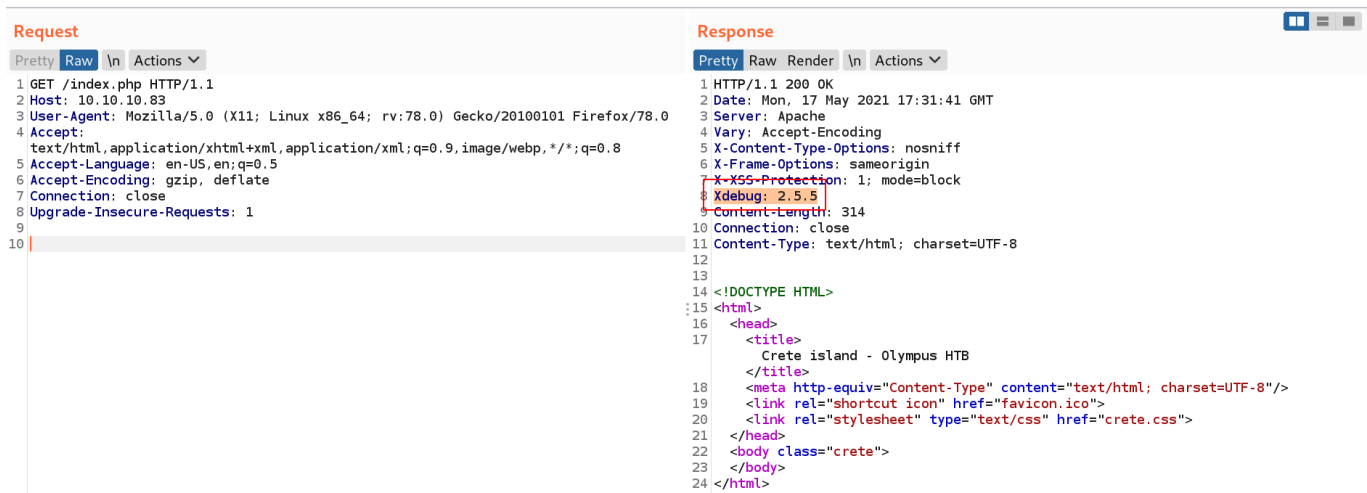 Request
Pretty Raw \n Actions
1 GET /index.php HTTP/1.1
2 Host: 10.10.10.83
3 User-Agent: Mozilla/5.0 (X11; Linux x86_64; rv:78.0) Gecko/20100101 Firefox/78.0
4 Accept:
text/html,application/xhtml+xml,application/xml;q=0.9,image/webp,*/*;q=0.8
5 Accept-Language: en-US,en;q=0.5
6 Accept-Encoding: gzip, deflate
7 Connection: close
8 Upgrade-Insecure-Requests: 1
9
10
Response
Pretty Raw Render \n Actions
1 HTTP/1.1 200 OK
2 Date: Mon, 17 May 2021 17:31:41 GMT
3 Server: Apache
4 Vary: Accept-Encoding
5 X-Content-Type-Options: nosniff
6 X-Frame-Options: sameorigin
7 X-XSS-Protection: 1; mode=block
8 Xdebug: 2.5.5
9 Content-Length: 314
10 Connection: close
11 Content-Type: text/html; charset=UTF-8
12
13
14 <!DOCTYPE HTML>
15 <html>
16 <head>
17 <title>
Crete island - Olympus HTB
</title>
18 <meta http-equiv="Content-Type" content="text/html; charset=UTF-8"/>
19 <link rel="shortcut icon" href="favicon.ico">
20 <link rel="stylesheet" type="text/css" href="crete.css">
21 </head>
22 <body class="crete">
23 </body>
24 </html>